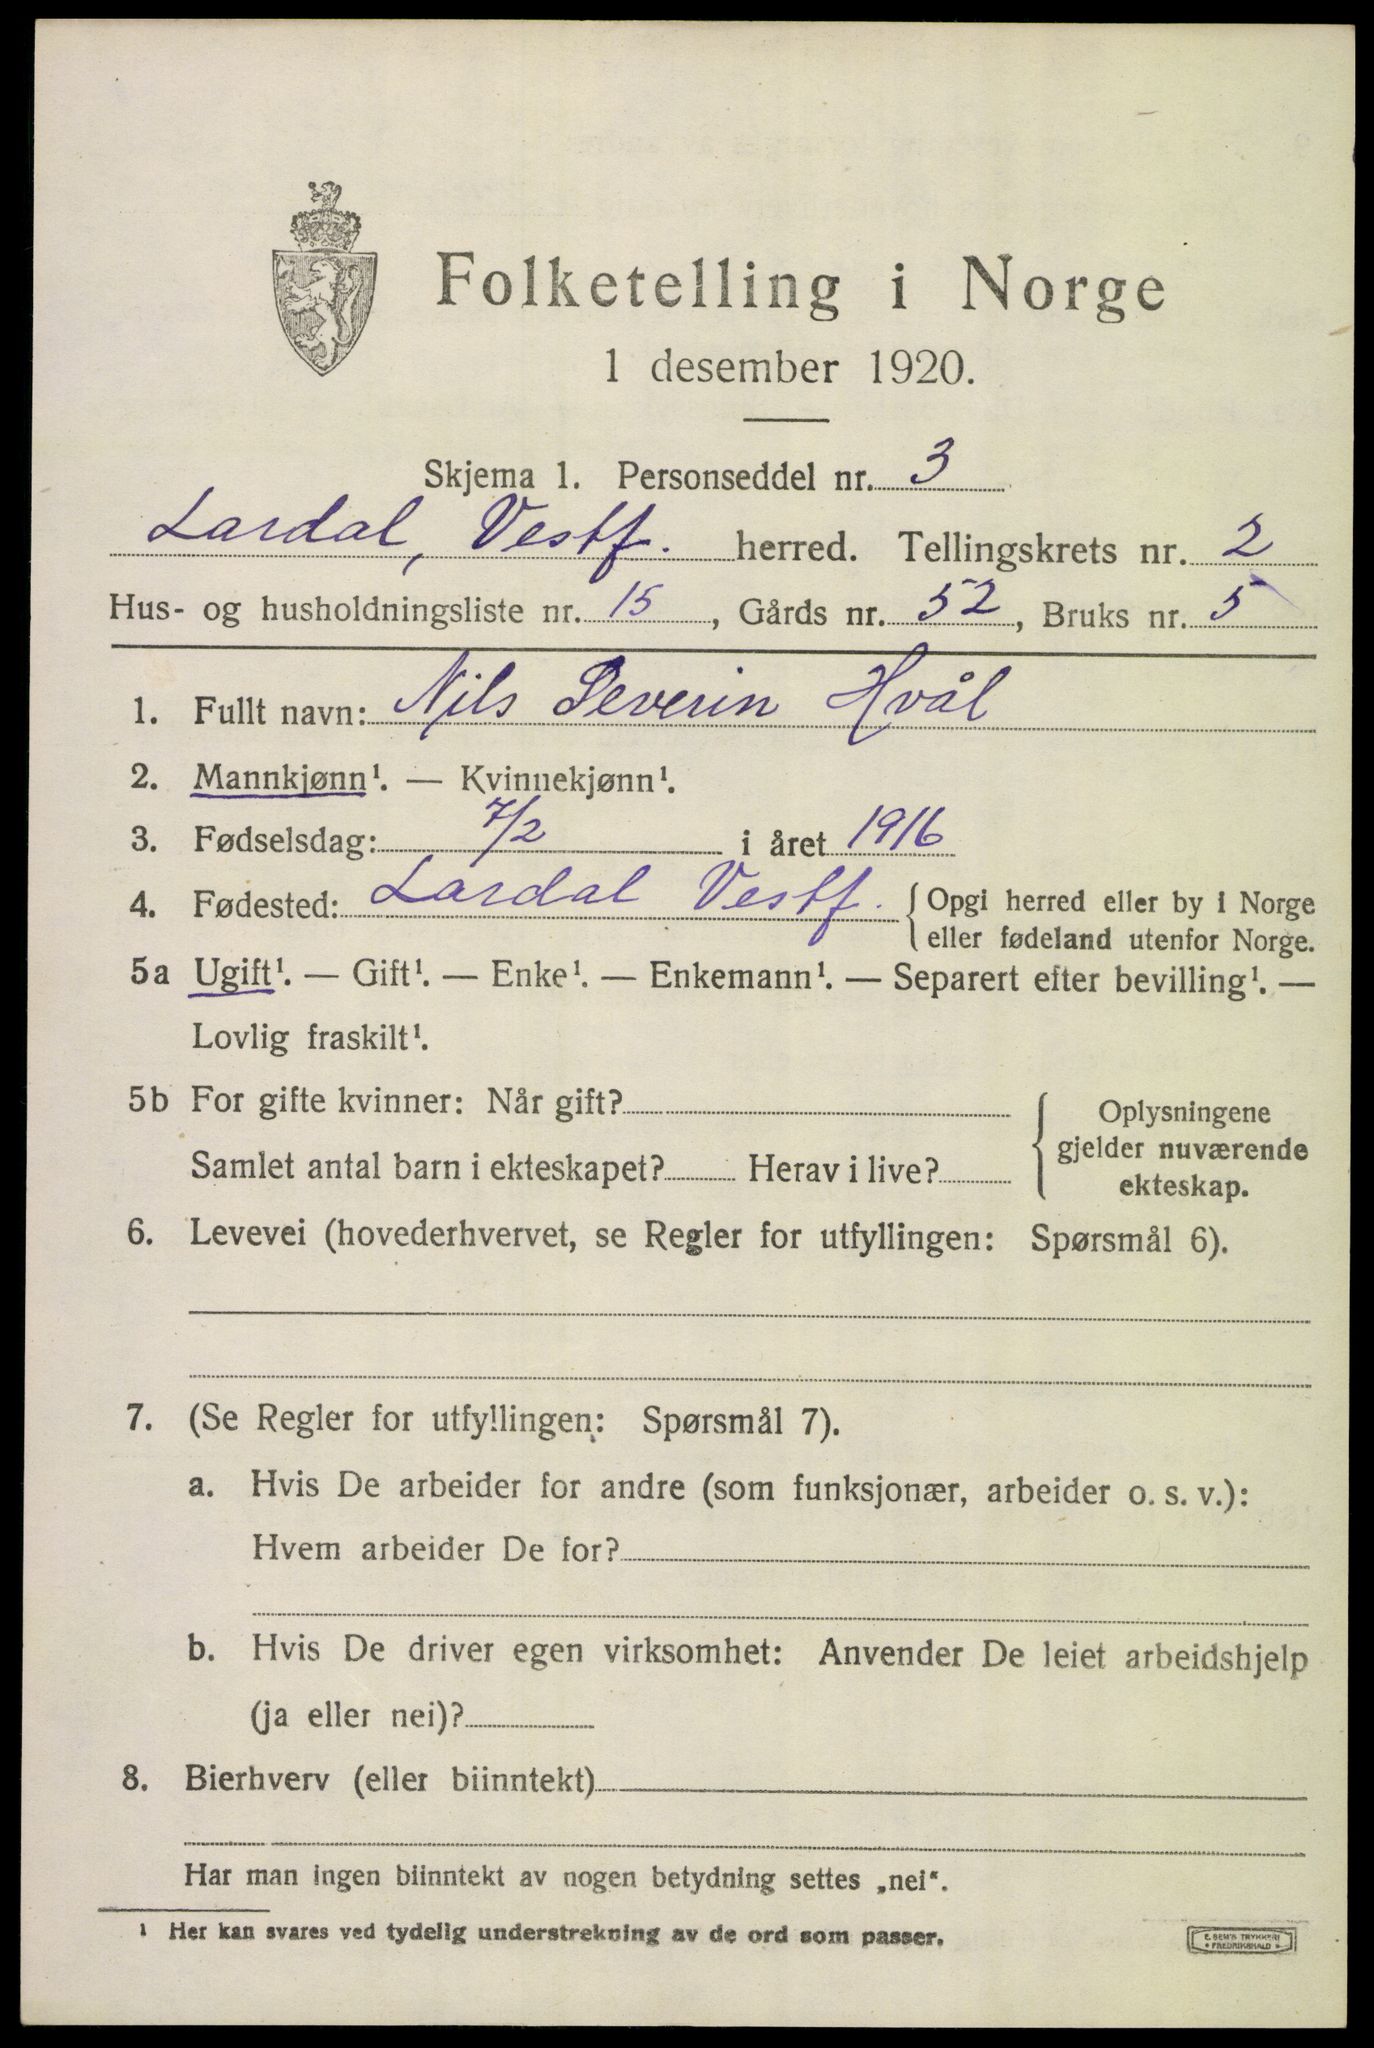 Folketelling i Norge
1 desember 1920.
Skjema 1. Personseddel nr. 3
Lardal, Vestf. herred. Tellingskrets nr. 2
Hus- og husholdningsliste nr. 15, Gårds nr. 52, Bruks nr. 5
1. Fullt navn: Nils Severin Hvål
2. Mannkjønn¹. — Kvinnekjønn¹.
3. Fødselsdag: 7/2 i året 1916
4. Fødested: Lardal Vestf. { Opgi herred eller by i Norge
eller fødeland utenfor Norge.
5a Ugift¹. — Gift¹. — Enke¹. — Enkemann¹. — Separert efter bevilling¹. —
Lovlig fraskilt¹.
5b For gifte kvinner: Når gift?
Samlet antal barn i ekteskapet? Herav i live?
{ Oplysningene
gjelder nuværende
ekteskap.
6. Levevei (hovederhvervet, se Regler for utfyllingen: Spørsmål 6).
7. (Se Regler for utfyllingen: Spørsmål 7).
a. Hvis De arbeider for andre (som funksjonær, arbeider o. s. v.):
Hvem arbeider De for?
b. Hvis De driver egen virksomhet: Anvender De leiet arbeidshjelp
(ja eller nei)?
8. Bierhverv (eller biinntekt)
Har man ingen biinntekt av nogen betydning settes „nei“.
¹ Her kan svares ved tydelig understrekning av de ord som passer.
E. SEM'S TRYKKERI
• FREDRIKSHALD •